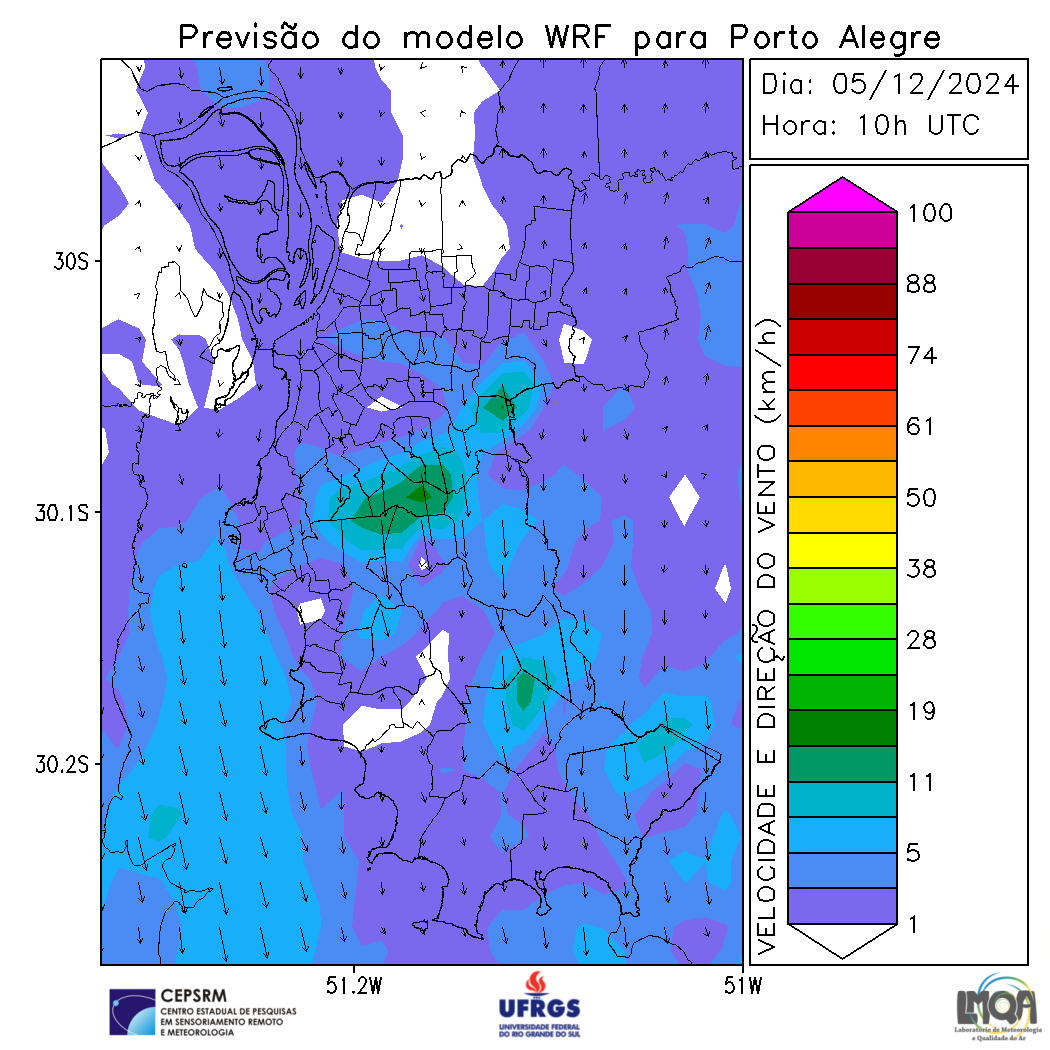 Previsão do modelo WRF para Porto Alegre
Dia: 05/12/2024
Hora: 10h UTC
30S
30.1S
30.2S
51.2W
51W
VELOCIDADE E DIREÇÃO DO VENTO (km/h)
100
88
74
61
50
38
28
19
11
5
1
CEPSRM
CENTRO ESTADUAL DE PESQUISAS
EM SENSORIAMENTO REMOTO
E METEOROLOGIA
UFRGS
UNIVERSIDADE FEDERAL
DO RIO GRANDE DO SUL
LMQA
Laboratório de Meteorologia
e Qualidade do Ar